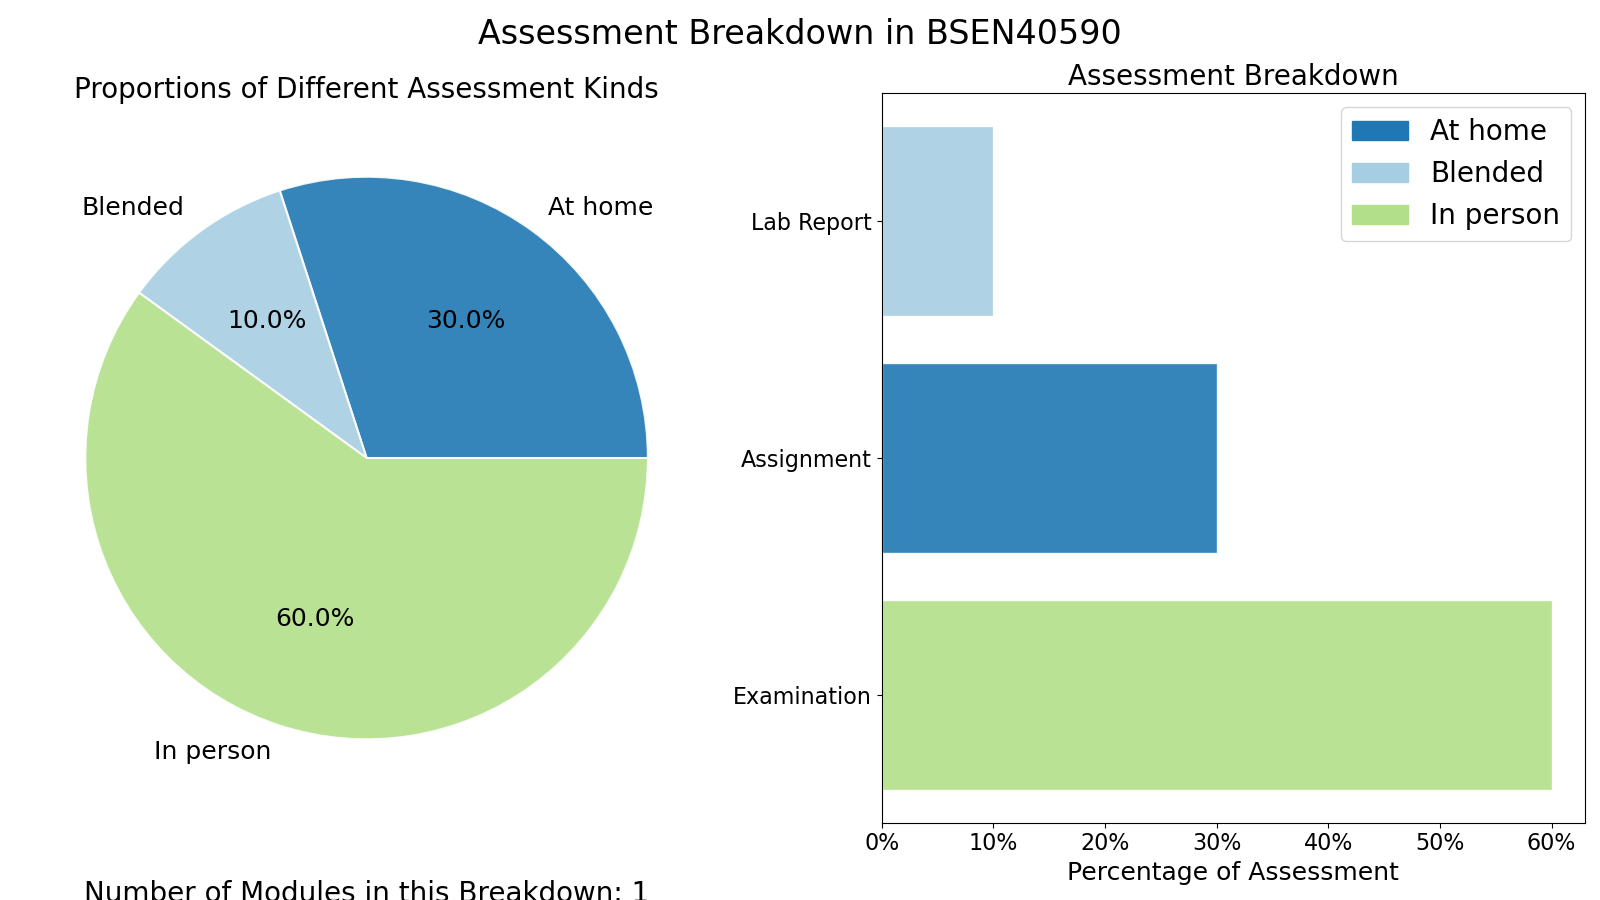 Assessment Breakdown in BSEN40590
Proportions of Different Assessment Kinds
Blended
At home
10.0%
30.0%
60.0%
In person
Number of Modules in this Breakdown: 1
Assessment Breakdown
At home
Blended
In person
Lab Report
Assignment
Examination
0% 10% 20% 30% 40% 50% 60%
Percentage of Assessment